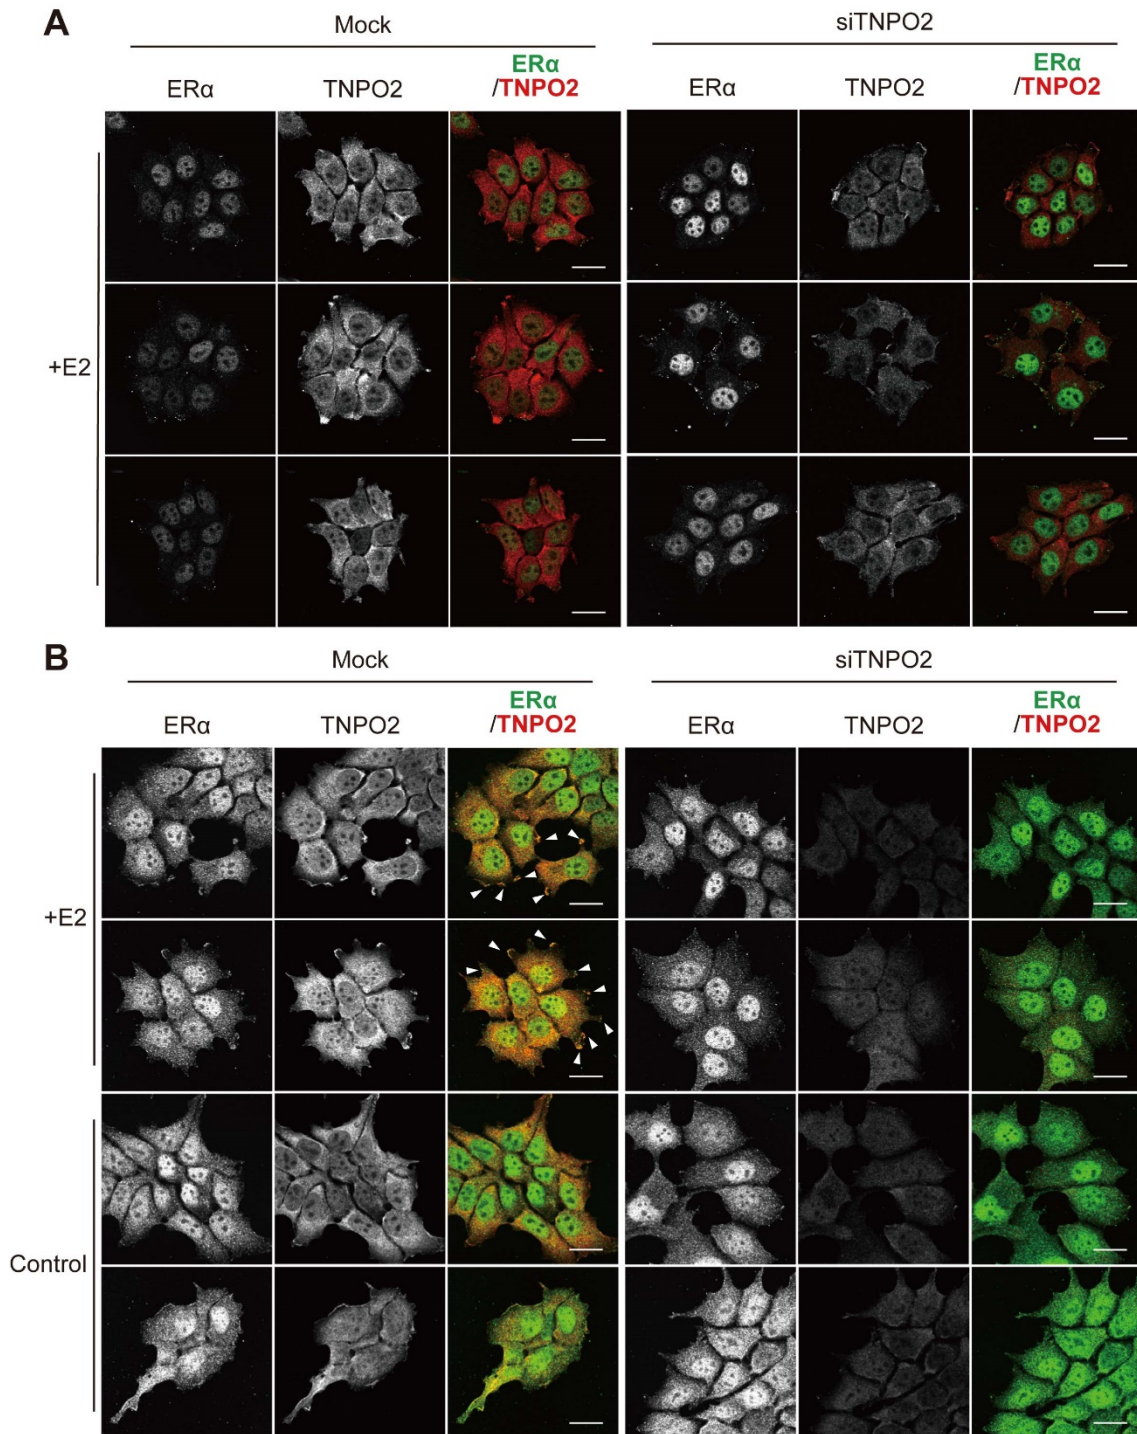 A
Mock
siTNPO2
ERα
TNPO2
ERα
/TNPO2
ERα
TNPO2
ERα
/TNPO2
+E2
B
Mock
siTNPO2
ERα
TNPO2
ERα
/TNPO2
ERα
TNPO2
ERα
/TNPO2
+E2
Control